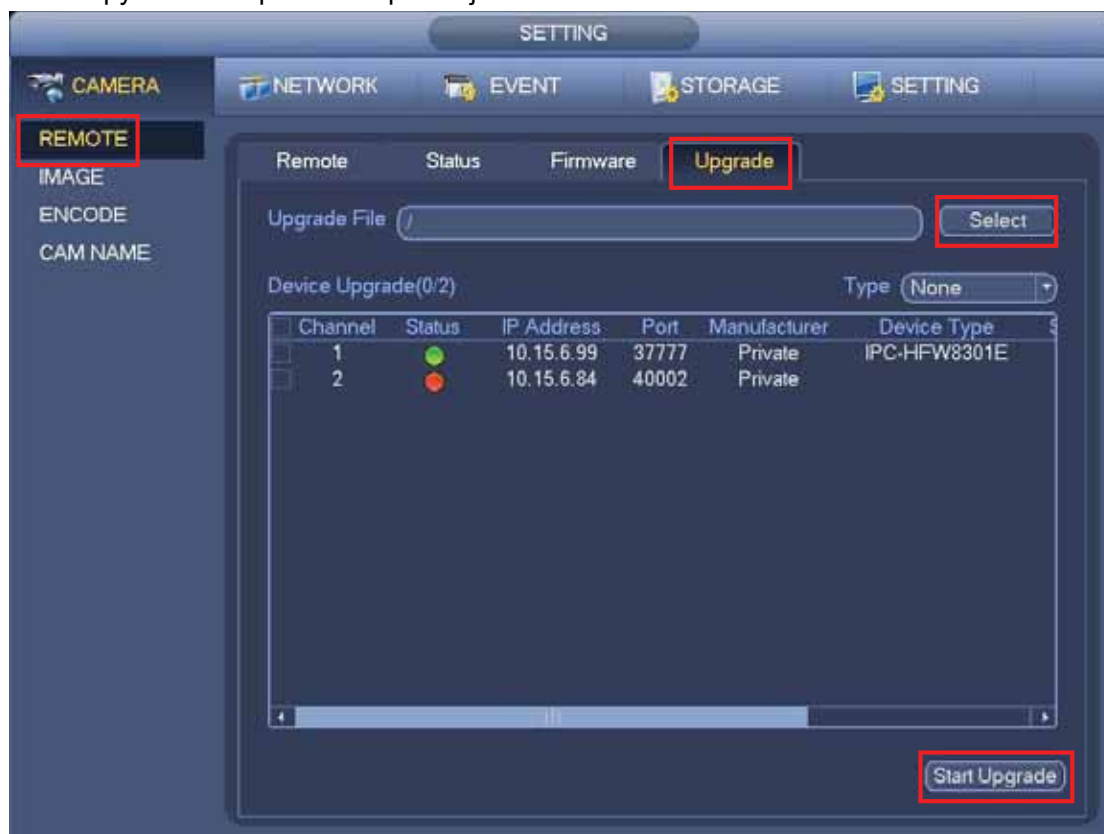 SETTING
CAMERA NETWORK EVENT STORAGE SETTING
REMOTE
IMAGE
ENCODE
CAM NAME
Remote Status Firmware Upgrade
Upgrade File / Select
Device Upgrade(0/2) Type None
Channel Status IP Address Port Manufacturer Device Type
1 10.15.6.99 37777 Private IPC-HFW8301E
2 10.15.6.84 40002 Private
Start Upgrade